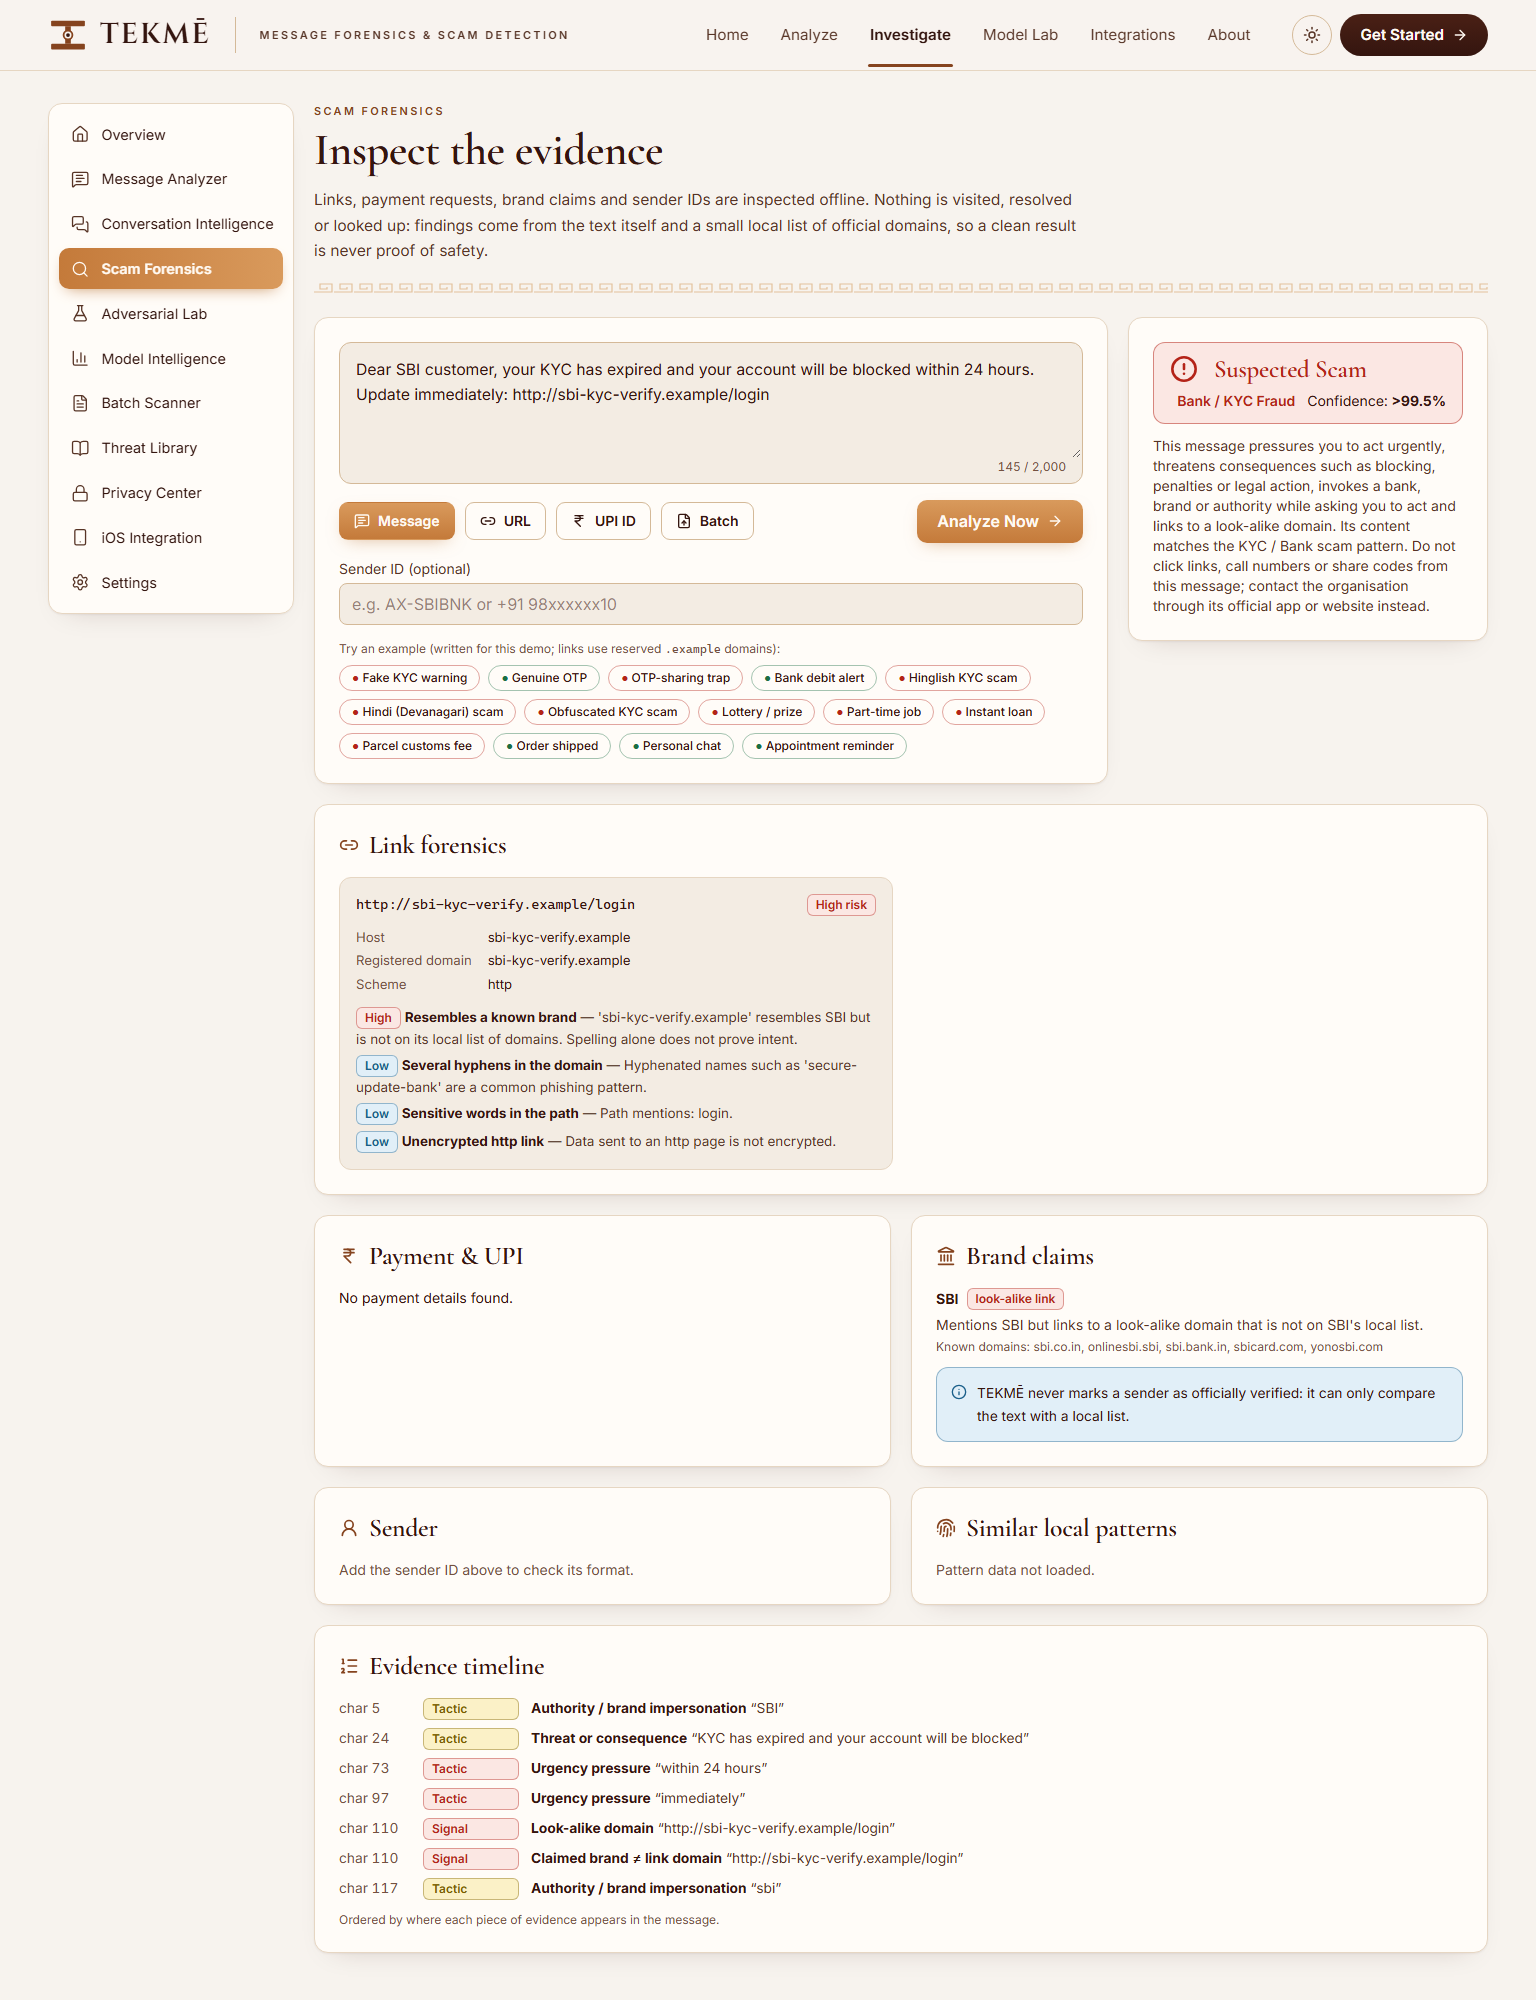 TEKMĒ
MESSAGE FORENSICS & SCAM DETECTION
Home
Analyze
Investigate
Model Lab
Integrations
About
Get Started
Overview
Message Analyzer
Conversation Intelligence
Scam Forensics
Adversarial Lab
Model Intelligence
Batch Scanner
Threat Library
Privacy Center
iOS Integration
Settings
SCAM FORENSICS
Inspect the evidence
Links, payment requests, brand claims and sender IDs are inspected offline. Nothing is visited, resolved
or looked up: findings come from the text itself and a small local list of official domains, so a clean result
is never proof of safety.
Dear SBI customer, your KYC has expired and your account will be blocked within 24 hours.
Update immediately: http://sbi-kyc-verify.example/login
145 / 2,000
Message
URL
₹ UPI ID
Batch
Analyze Now
Sender ID (optional)
e.g. AX-SBIBNK or +91 98xxxxxx10
Try an example (written for this demo; links use reserved .example domains):
Fake KYC warning
Genuine OTP
OTP-sharing trap
Bank debit alert
Hinglish KYC scam
Hindi (Devanagari) scam
Obfuscated KYC scam
Lottery / prize
Part-time job
Instant loan
Parcel customs fee
Order shipped
Personal chat
Appointment reminder
Suspected Scam
Bank / KYC Fraud Confidence: >99.5%
This message pressures you to act urgently,
threatens consequences such as blocking,
penalties or legal action, invokes a bank,
brand or authority while asking you to act and
links to a look-alike domain. Its content
matches the KYC / Bank scam pattern. Do not
click links, call numbers or share codes from
this message; contact the organisation
through its official app or website instead.
Link forensics
http://sbi-kyc-verify.example/login
High risk
Host sbi-kyc-verify.example
Registered domain sbi-kyc-verify.example
Scheme http
High Resembles a known brand — 'sbi-kyc-verify.example' resembles SBI but
is not on its local list of domains. Spelling alone does not prove intent.
Low Several hyphens in the domain — Hyphenated names such as 'secure-
update-bank' are a common phishing pattern.
Low Sensitive words in the path — Path mentions: login.
Low Unencrypted http link — Data sent to an http page is not encrypted.
₹ Payment & UPI
No payment details found.
Brand claims
SBI look-alike link
Mentions SBI but links to a look-alike domain that is not on SBI's local list.
Known domains: sbi.co.in, onlinesbi.sbi, sbi.bank.in, sbicard.com, yonosbi.com
TEKMĒ never marks a sender as officially verified: it can only compare
the text with a local list.
Sender
Add the sender ID above to check its format.
Similar local patterns
Pattern data not loaded.
Evidence timeline
char 5 Tactic Authority / brand impersonation “SBI”
char 24 Tactic Threat or consequence “KYC has expired and your account will be blocked”
char 73 Tactic Urgency pressure “within 24 hours”
char 97 Tactic Urgency pressure “immediately”
char 110 Signal Look-alike domain “http://sbi-kyc-verify.example/login”
char 110 Signal Claimed brand ≠ link domain “http://sbi-kyc-verify.example/login”
char 117 Tactic Authority / brand impersonation “sbi”
Ordered by where each piece of evidence appears in the message.